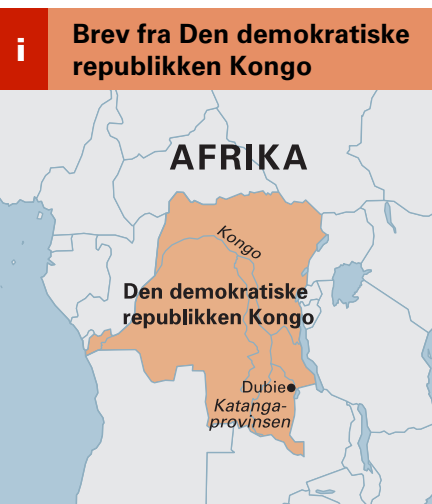 i
Brev fra Den demokratiske
republikken Kongo
AFRIKA
Kongo
Den demokratiske
republikken Kongo
Dubie
Katanga-
provinsen